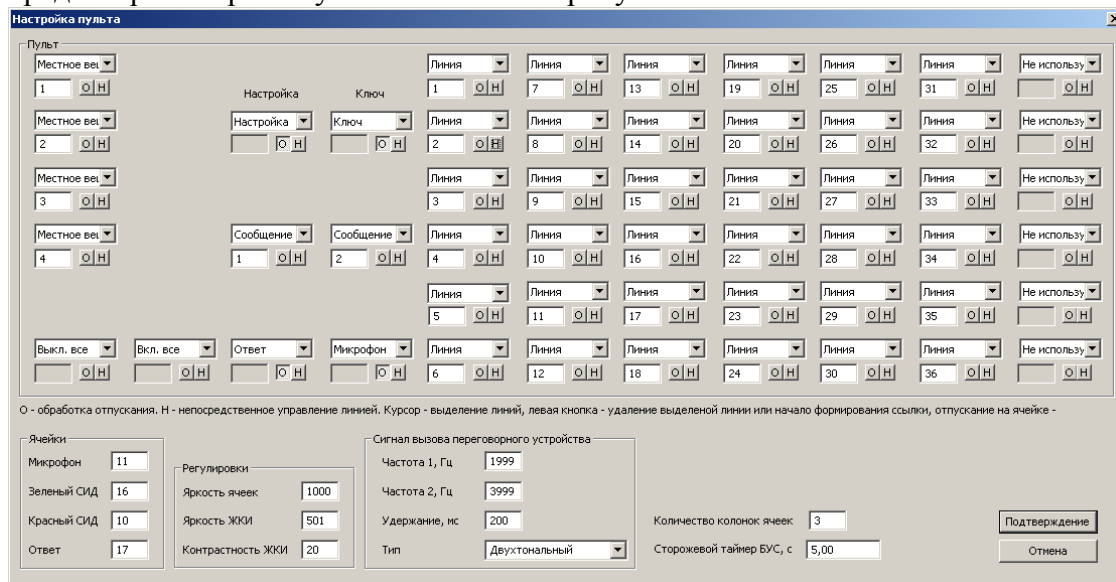 Настройка пульта
Пульт
Местное вещ Линия Линия Линия Линия Линия Линия Не использу
1 О Н 1 О Н 7 О Н 13 О Н 19 О Н 25 О Н 31 О Н О Н
Настройка Ключ
Местное вещ Настройка Ключ Линия Линия Линия Линия Линия Линия Не использу
2 О Н О Н О Н 2 О Н 8 О Н 14 О Н 20 О Н 26 О Н 32 О Н О Н
Местное вещ Линия Линия Линия Линия Линия Линия Не использу
3 О Н 3 О Н 9 О Н 15 О Н 21 О Н 27 О Н 33 О Н О Н
Местное вещ Сообщение Сообщение Линия Линия Линия Линия Линия Линия Не использу
4 О Н 1 О Н 2 О Н 4 О Н 10 О Н 16 О Н 22 О Н 28 О Н 34 О Н О Н
Линия Линия Линия Линия Линия Линия Не использу
5 О Н 11 О Н 17 О Н 23 О Н 29 О Н 35 О Н О Н
Выкл. все Вкл. все Ответ Микрофон Линия Линия Линия Линия Линия Линия Не использу
О Н О Н О Н О Н 6 О Н 12 О Н 18 О Н 24 О Н 30 О Н 36 О Н О Н
О - обработка отпускания. Н - непосредственное управление линией. Курсор - выделение линий, левая кнопка - удаление выделеной линии или начало формирования ссылки, отпускание на ячейке -
Ячейки
Микрофон 11
Зеленый СИД 16
Красный СИД 10
Ответ 17
Регулировки
Яркость ячеек 1000
Яркость ЖКИ 501
Контрастность ЖКИ 20
Сигнал вызова переговорного устройства
Частота 1, Гц 1999
Частота 2, Гц 3999
Удержание, мс 200
Тип Двухтональный
Количество колонок ячеек 3
Сторожевой таймер БУС, с 5,00
Подтверждение
Отмена